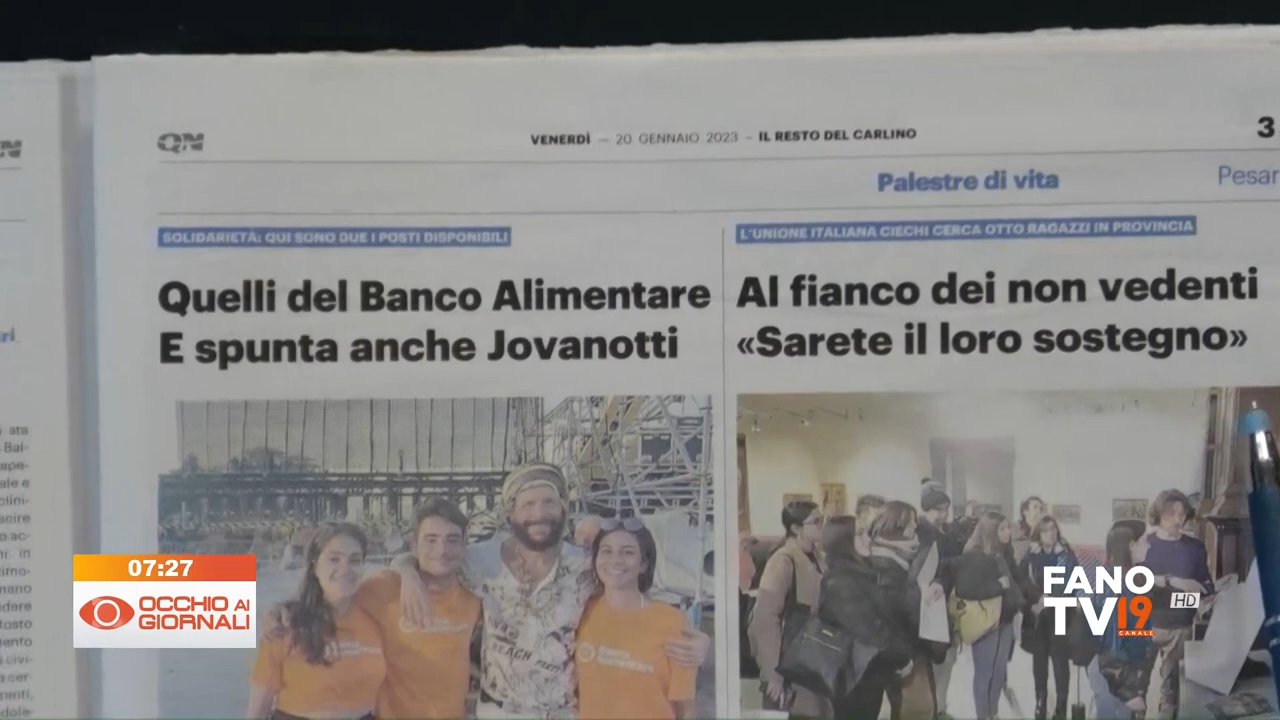 QN
VENERDÌ — 20 GENNAIO 2023 – IL RESTO DEL CARLINO
3
Palestre di vita
Pesar
SOLIDARIETÀ: QUI SONO DUE I POSTI DISPONIBILI
Quelli del Banco Alimentare
E spunta anche Jovanotti
L'UNIONE ITALIANA CIECHI CERCA OTTO RAGAZZI IN PROVINCIA
Al fianco dei non vedenti
«Sarete il loro sostegno»
BEACH
07:27
OCCHIO AI
GIORNALI
FANO
TV19
CANALE
HD